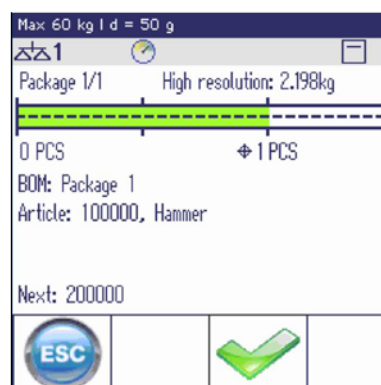 Max 60 kg | d = 50 g
1
Package 1/1 High resolution: 2.198kg
0 PCS 1 PCS
BOM: Package 1
Article: 100000, Hammer
Next: 200000
ESC